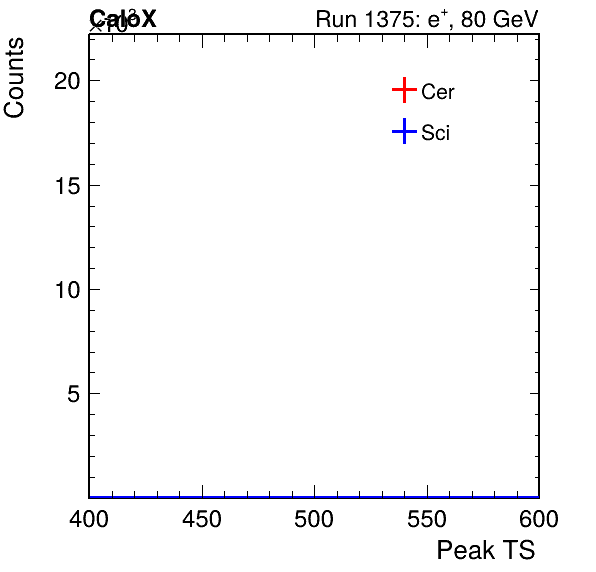 CaloX
×10³
Run 1375: e⁺, 80 GeV
Counts
20
15
10
5
Cer
Sci
400 450 500 550 600
Peak TS